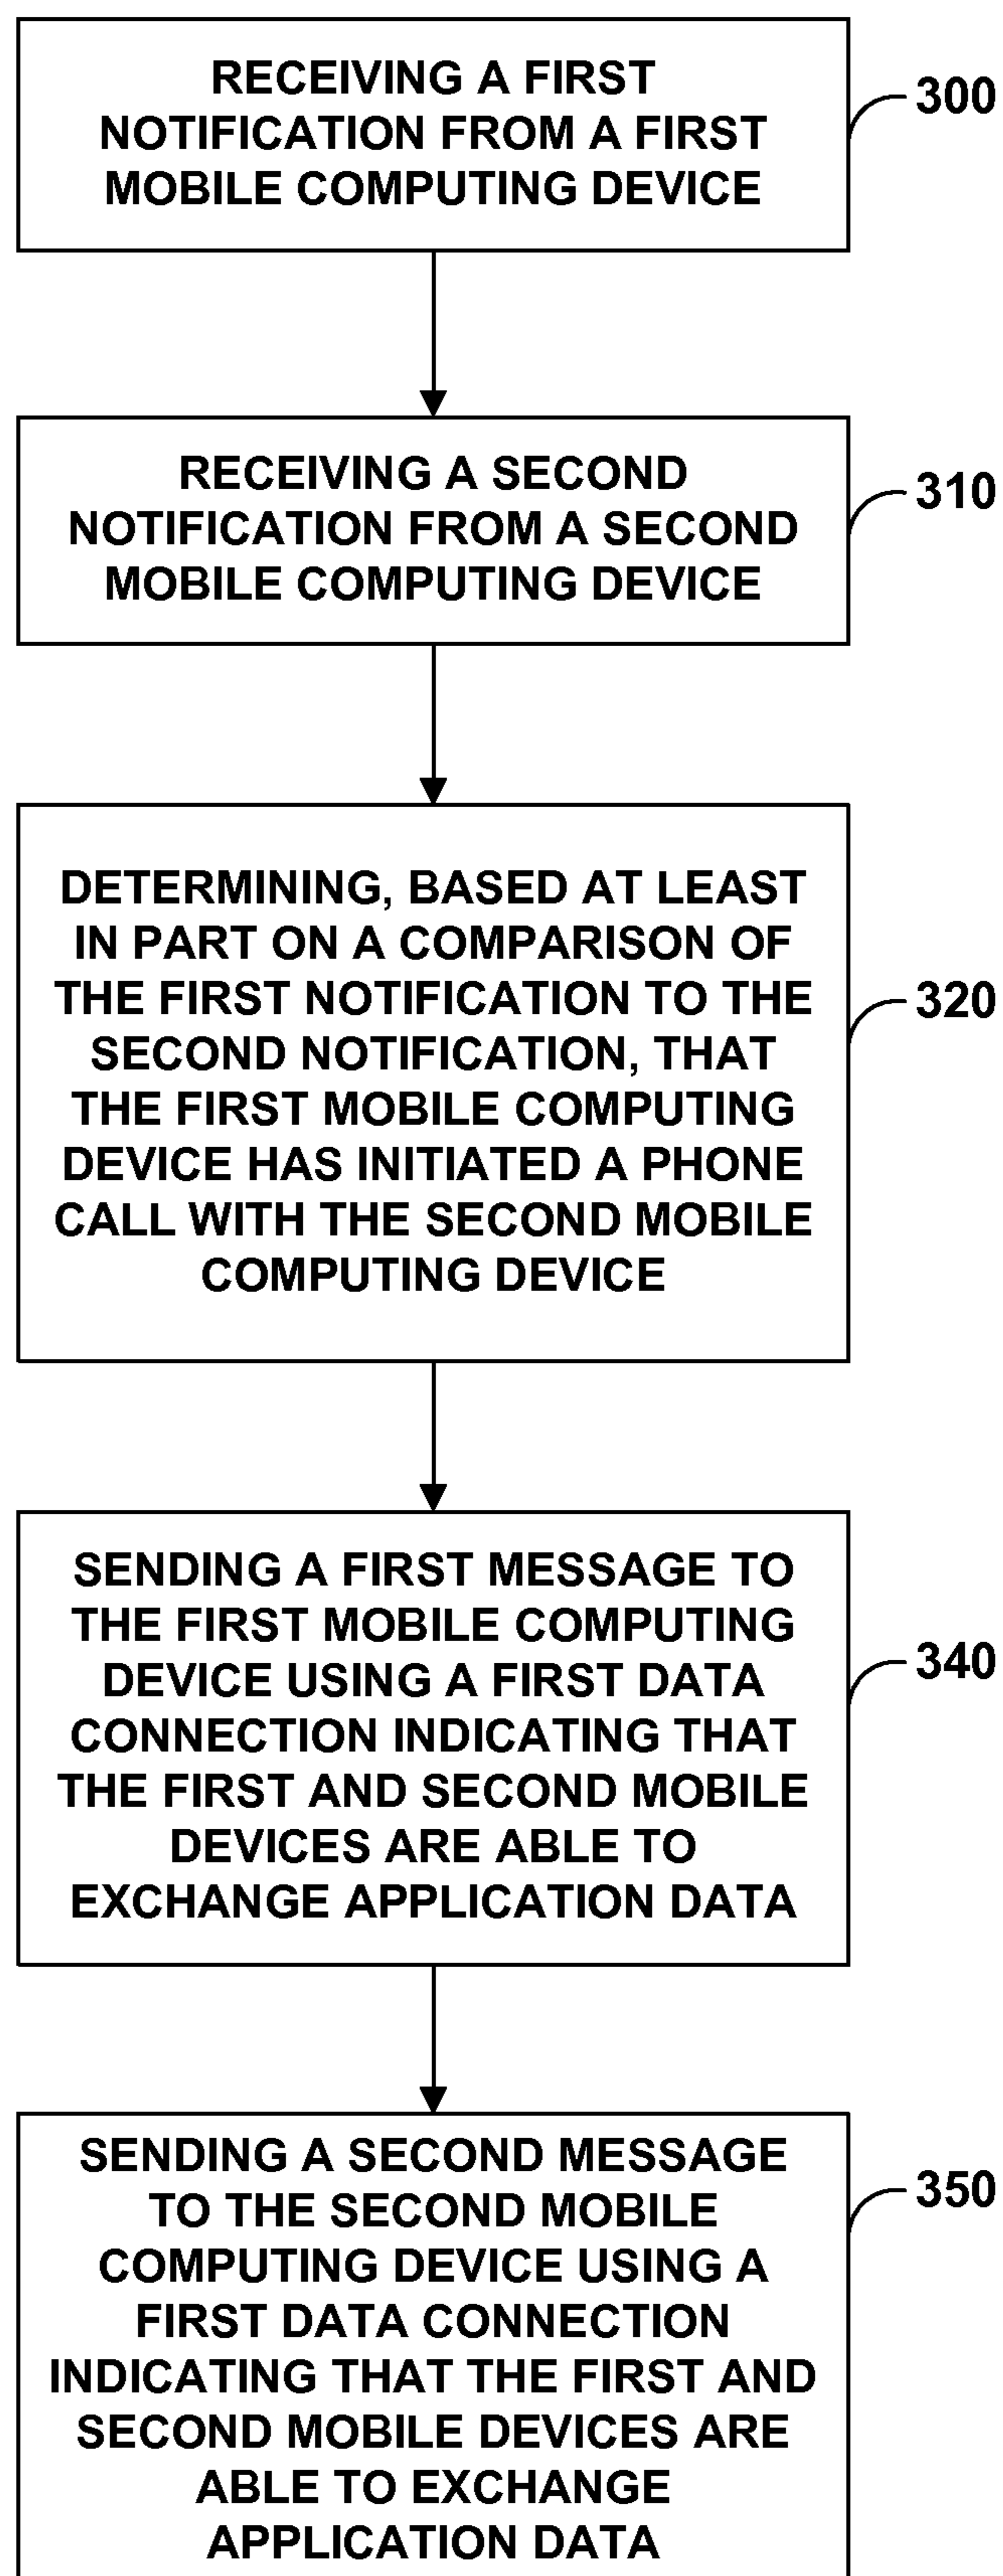 RECEIVING A FIRST
NOTIFICATION FROM A FIRST
MOBILE COMPUTING DEVICE
300
RECEIVING A SECOND
NOTIFICATION FROM A SECOND
MOBILE COMPUTING DEVICE
310
DETERMINING, BASED AT LEAST
IN PART ON A COMPARISON OF
THE FIRST NOTIFICATION TO THE
SECOND NOTIFICATION, THAT
THE FIRST MOBILE COMPUTING
DEVICE HAS INITIATED A PHONE
CALL WITH THE SECOND MOBILE
COMPUTING DEVICE
320
SENDING A FIRST MESSAGE TO
THE FIRST MOBILE COMPUTING
DEVICE USING A FIRST DATA
CONNECTION INDICATING THAT
THE FIRST AND SECOND MOBILE
DEVICES ARE ABLE TO
EXCHANGE APPLICATION DATA
340
SENDING A SECOND MESSAGE
TO THE SECOND MOBILE
COMPUTING DEVICE USING A
FIRST DATA CONNECTION
INDICATING THAT THE FIRST AND
SECOND MOBILE DEVICES ARE
ABLE TO EXCHANGE
APPLICATION DATA
350